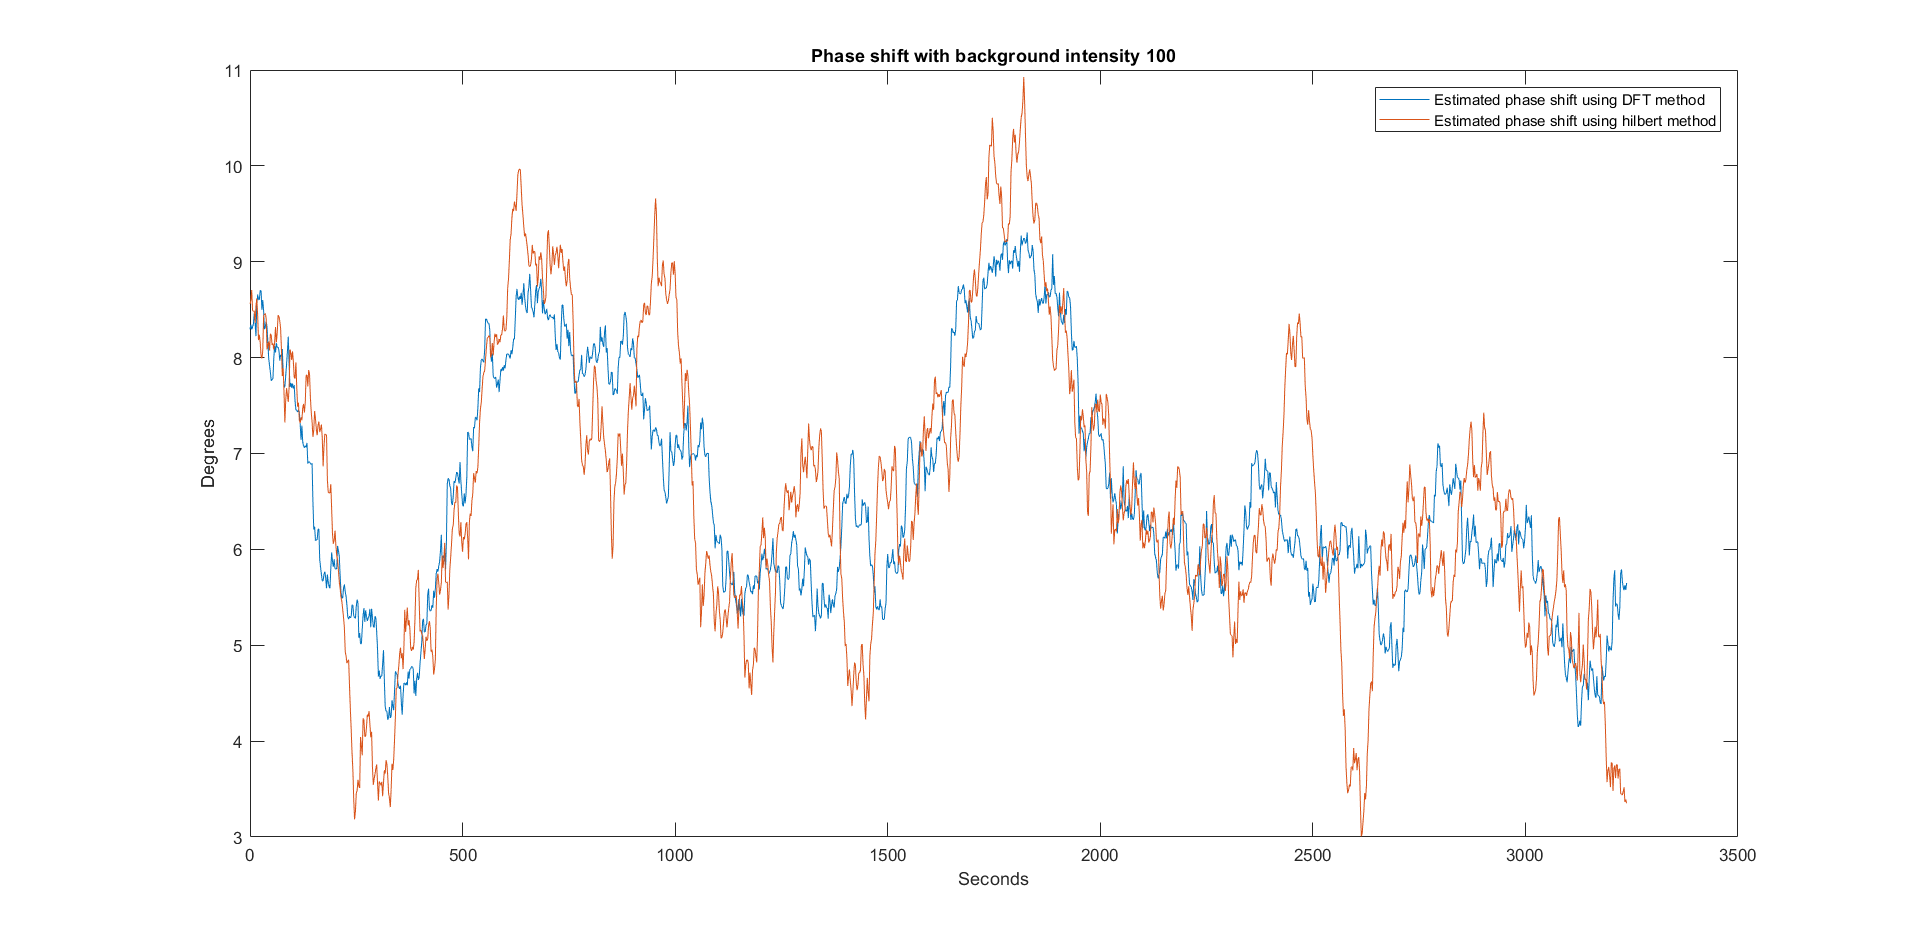 Phase shift with background intensity 100
Estimated phase shift using DFT method
Estimated phase shift using hilbert method
Degrees
11
10
9
8
7
6
5
4
3
0 500 1000 1500 2000 2500 3000 3500
Seconds